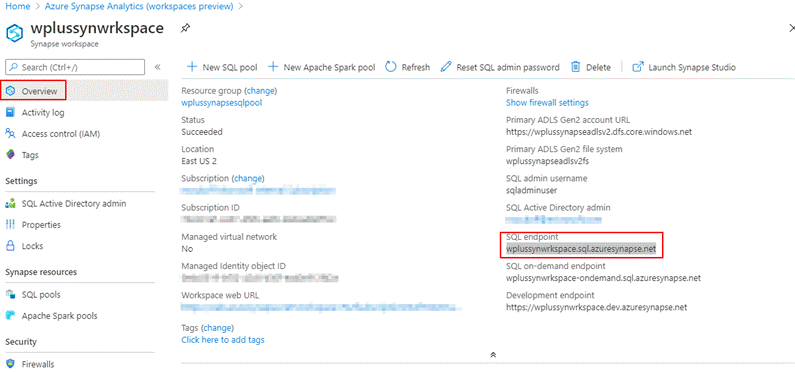 Home > Azure Synapse Analytics (workspaces preview) >
wplussynwrkspace
Synapse workspace
Search (Ctrl+/)
Overview
Activity log
Access control (IAM)
Tags
Settings
SQL Active Directory admin
Properties
Locks
Synapse resources
SQL pools
Apache Spark pools
Security
Firewalls
New SQL pool
New Apache Spark pool
Refresh
Reset SQL admin password
Delete
Launch Synapse Studio
Resource group (change)
wplussynapsesqlpool
Status
Succeeded
Location
East US 2
Subscription (change)
Subscription ID
Managed virtual network
No
Managed Identity object ID
Workspace web URL
Tags (change)
Click here to add tags
Firewalls
Show firewall settings
Primary ADLS Gen2 account URL
https://wplussynapseadlsv2.dfs.core.windows.net
Primary ADLS Gen2 file system
wplussynapseadlsv2fs
SQL admin username
sqladminuser
SQL Active Directory admin
SQL endpoint
wplussynwrkspace.sql.azuresynapse.net
SQL on-demand endpoint
wplussynwrkspace-ondemand.sql.azuresynapse.net
Development endpoint
https://wplussynwrkspace.dev.azuresynapse.net